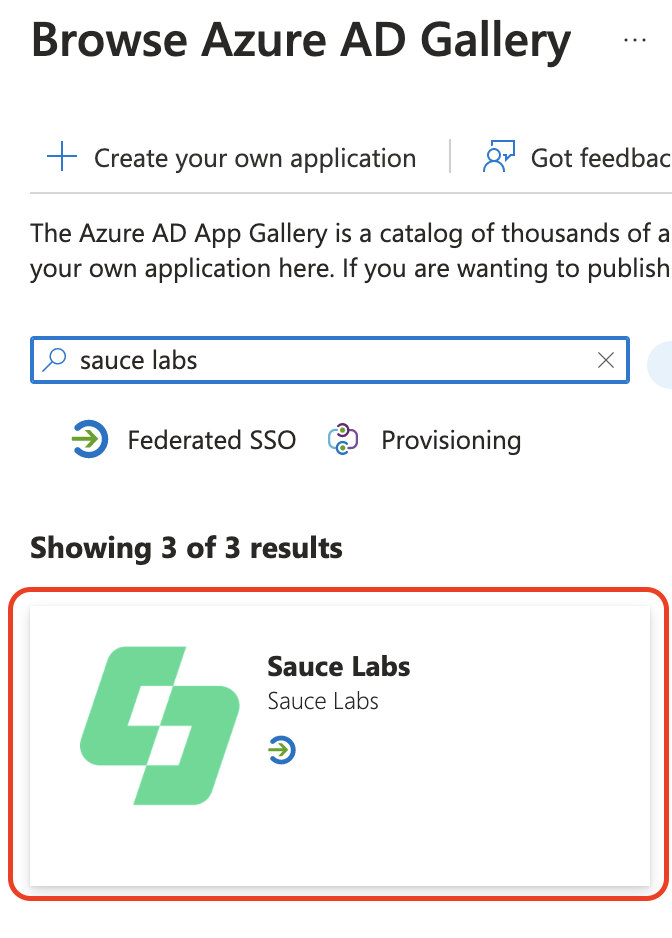 Browse Azure AD Gallery ...
Create your own application
Got feedbac
The Azure AD App Gallery is a catalog of thousands of a
your own application here. If you are wanting to publish
sauce labs
Federated SSO
Provisioning
Showing 3 of 3 results
Sauce Labs
Sauce Labs